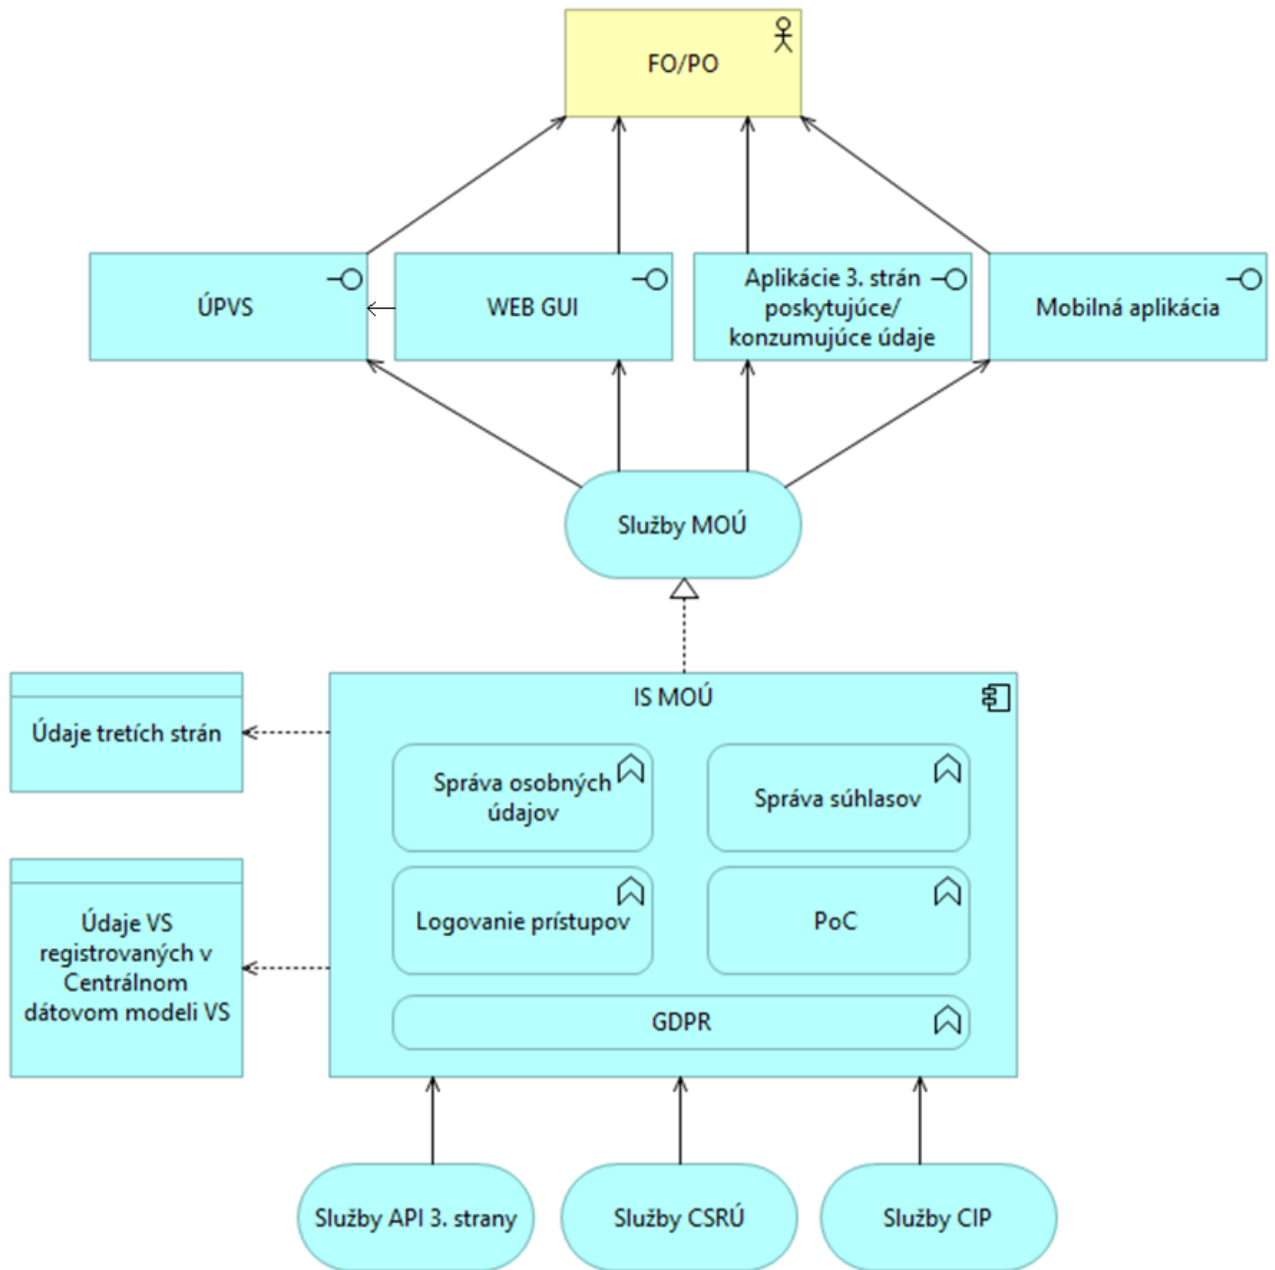 FO/PO
ÚPVS
WEB GUI
Aplikácie 3. strán
poskytujúce/
konzumujúce údaje
Mobilná aplikácia
Služby MOÚ
Údaje tretích strán
Údaje VS
registrovaných v
Centrálnom
dátovom modeli VS
IS MOÚ
Správa osobných
údajov
Správa súhlasov
Logovanie prístupov
PoC
GDPR
Služby API 3. strany
Služby CSRÚ
Služby CIP